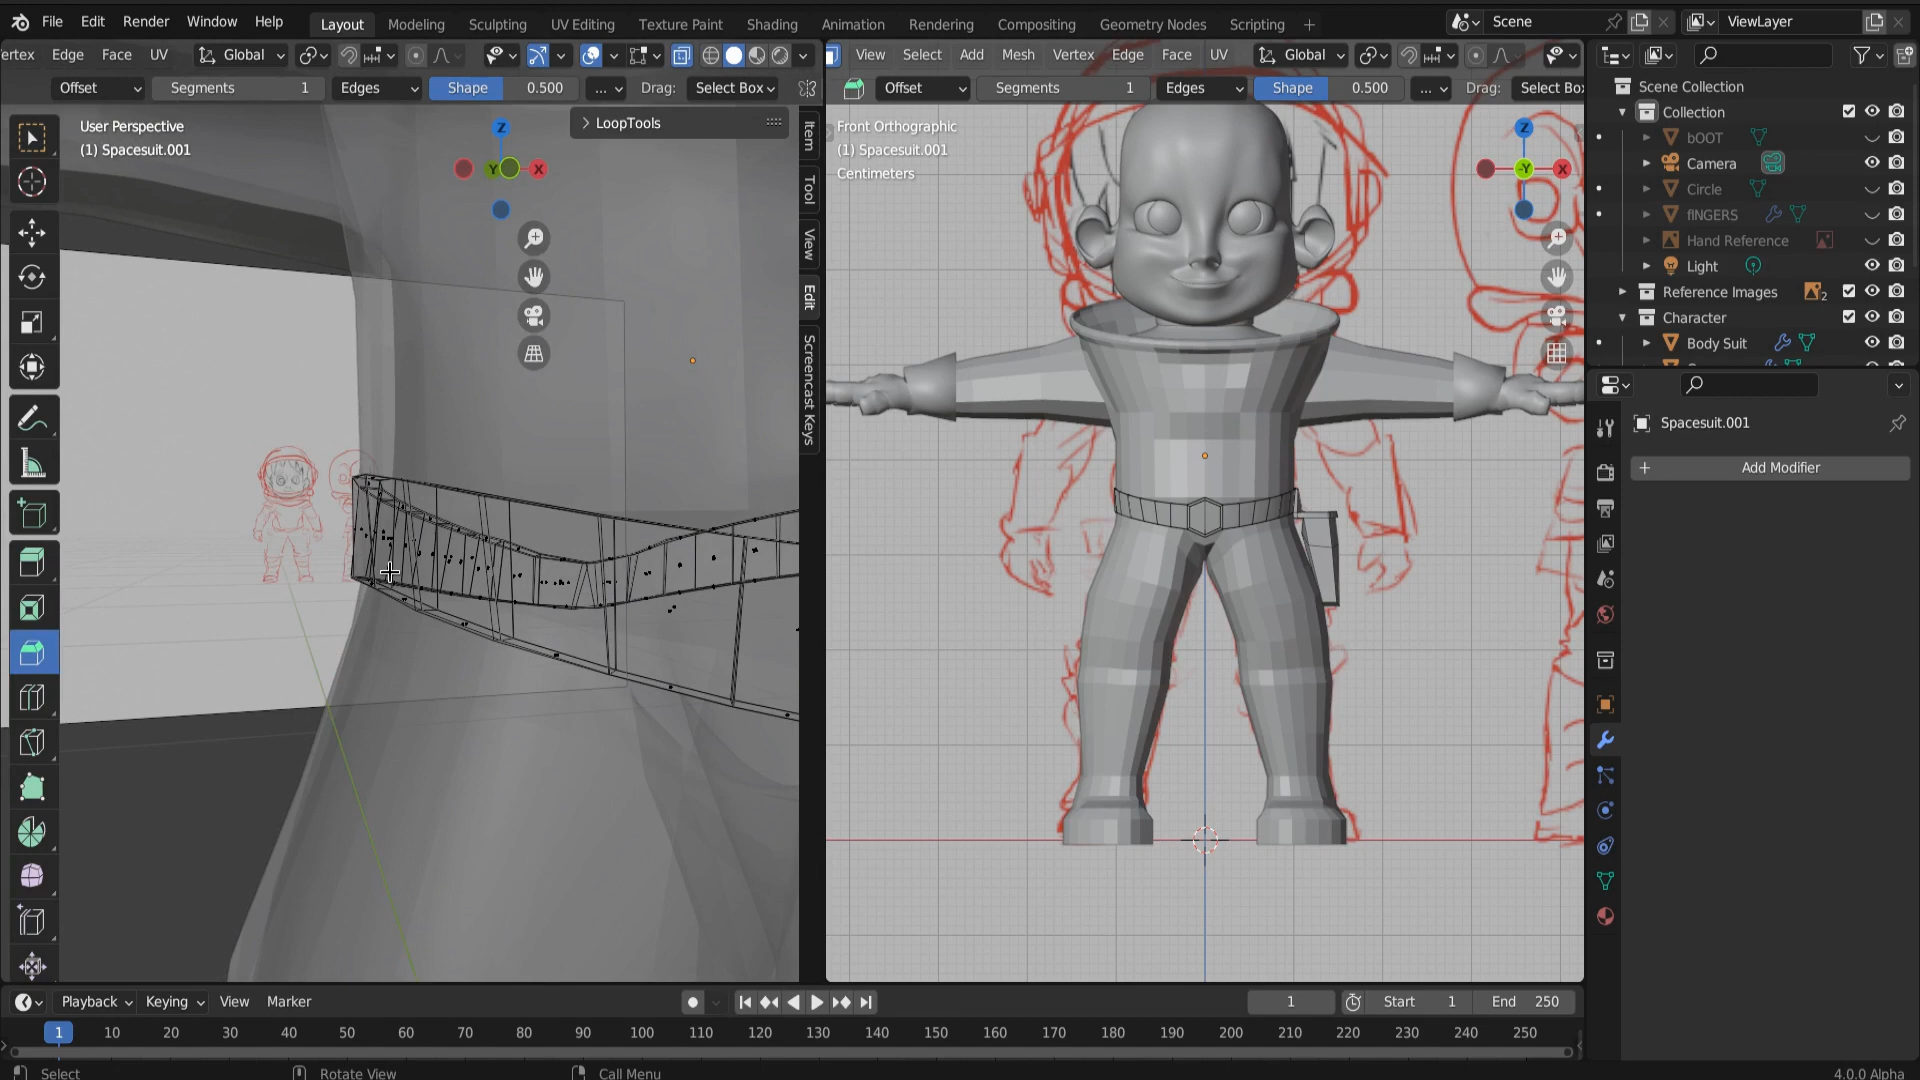 File Edit Render Window Help Layout Modeling Sculpting UV Editing Texture Paint Shading Animation Rendering Compositing Geometry Nodes Scripting + Scene ViewLayer
ertex Edge Face UV Global View Select Add Mesh Vertex Edge Face UV Global
Offset Segments 1 Edges Shape 0.500 ... Drag: Select Box Offset Segments 1 Edges Shape 0.500 ... Drag: Select Bo
User Perspective
(1) Spacesuit.001
LoopTools
Z
Y
X
Item
Tool
View
Edit
Screencast Keys
Front Orthographic
(1) Spacesuit.001
Centimeters
Z
-Y
X
Scene Collection
Collection
bOOT
Camera
Circle
fINGERS
Hand Reference
Light
Reference Images 2
Character
Body Suit
Spacesuit.001
+ Add Modifier
Playback Keying View Marker 1 Start 1 End 250
1 10 20 30 40 50 60 70 80 90 100 110 120 130 140 150 160 170 180 190 200 210 220 230 240 250
Select Rotate View Call Menu 4.0.0 Alpha